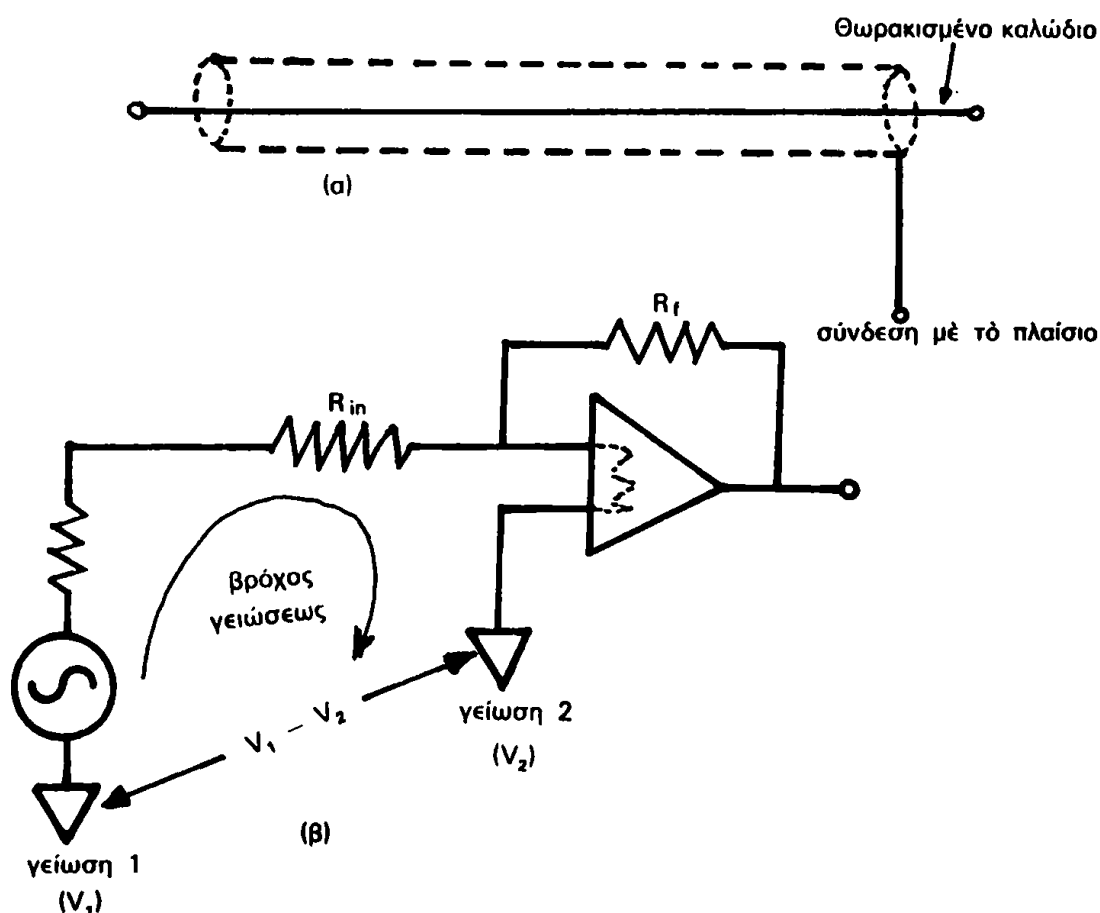 Θωρακισμένο καλώδιο
(α)
σύνδεση μὲ τὸ πλαίσιο
R_f
R_in
βρόχος
γειώσεως
V₁ − V₂
γείωση 2
(V₂)
(β)
γείωση 1
(V₁)